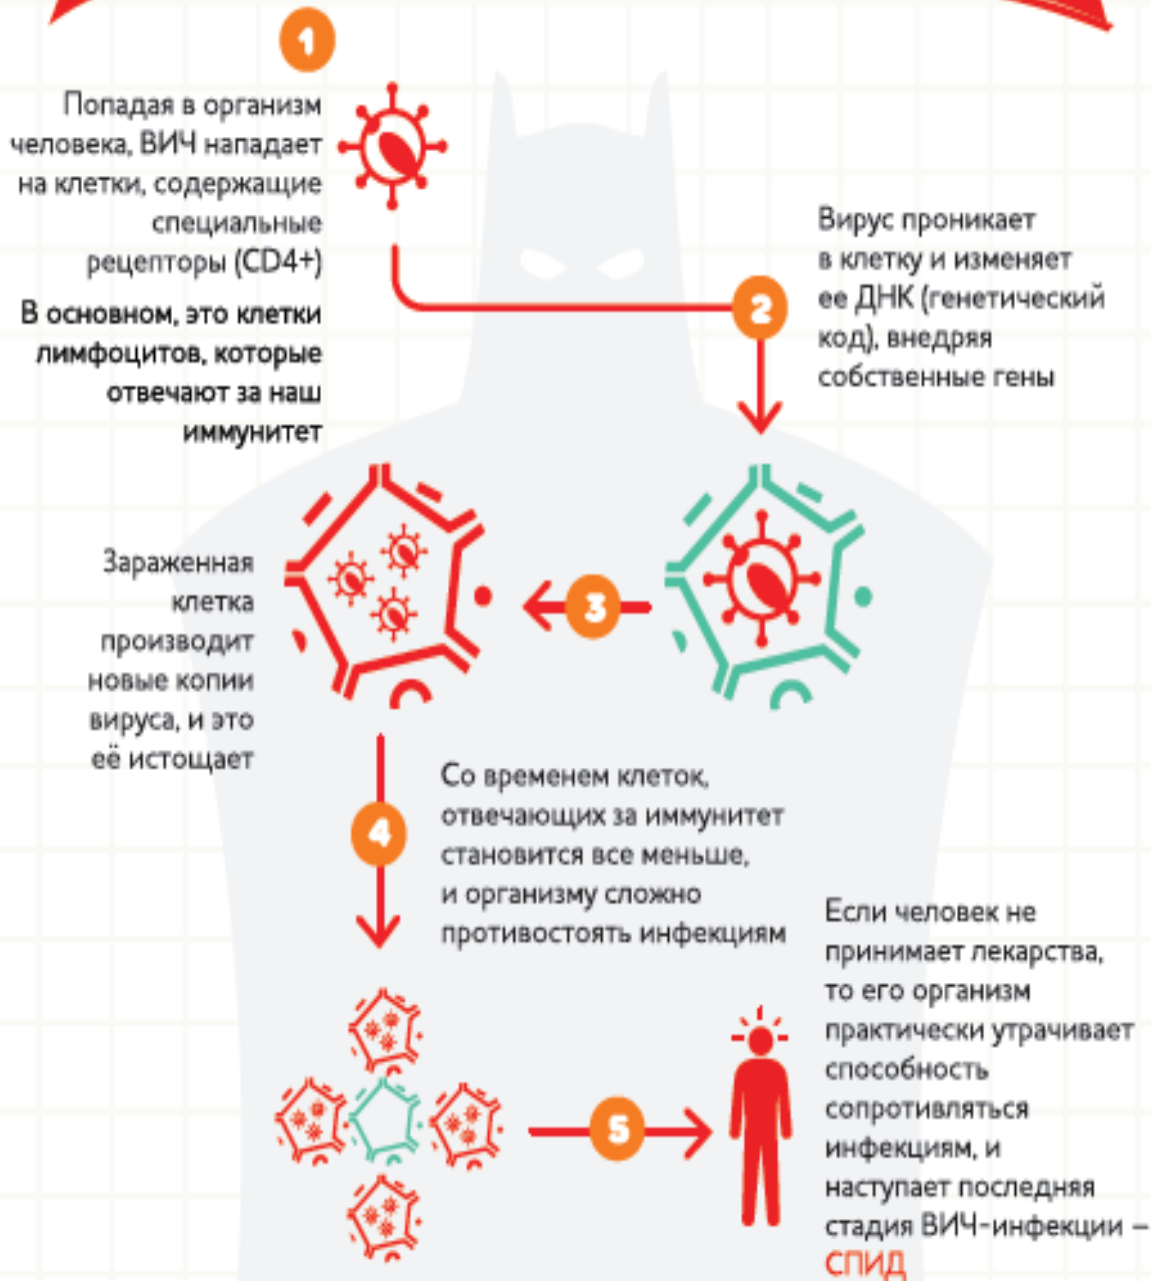 1
Попадая в организм
человека, ВИЧ нападает
на клетки, содержащие
специальные
рецепторы (CD4+)
В основном, это клетки
лимфоцитов, которые
отвечают за наш
иммунитет
2
Вирус проникает
в клетку и изменяет
ее ДНК (генетический
код), внедряя
собственные гены
3
Зараженная
клетка
производит
новые копии
вируса, и это
её истощает
4
Со временем клеток,
отвечающих за иммунитет
становится все меньше,
и организму сложно
противостоять инфекциям
5
Если человек не
принимает лекарства,
то его организм
практически утрачивает
способность
сопротивляться
инфекциям, и
наступает последняя
стадия ВИЧ-инфекции –
СПИД